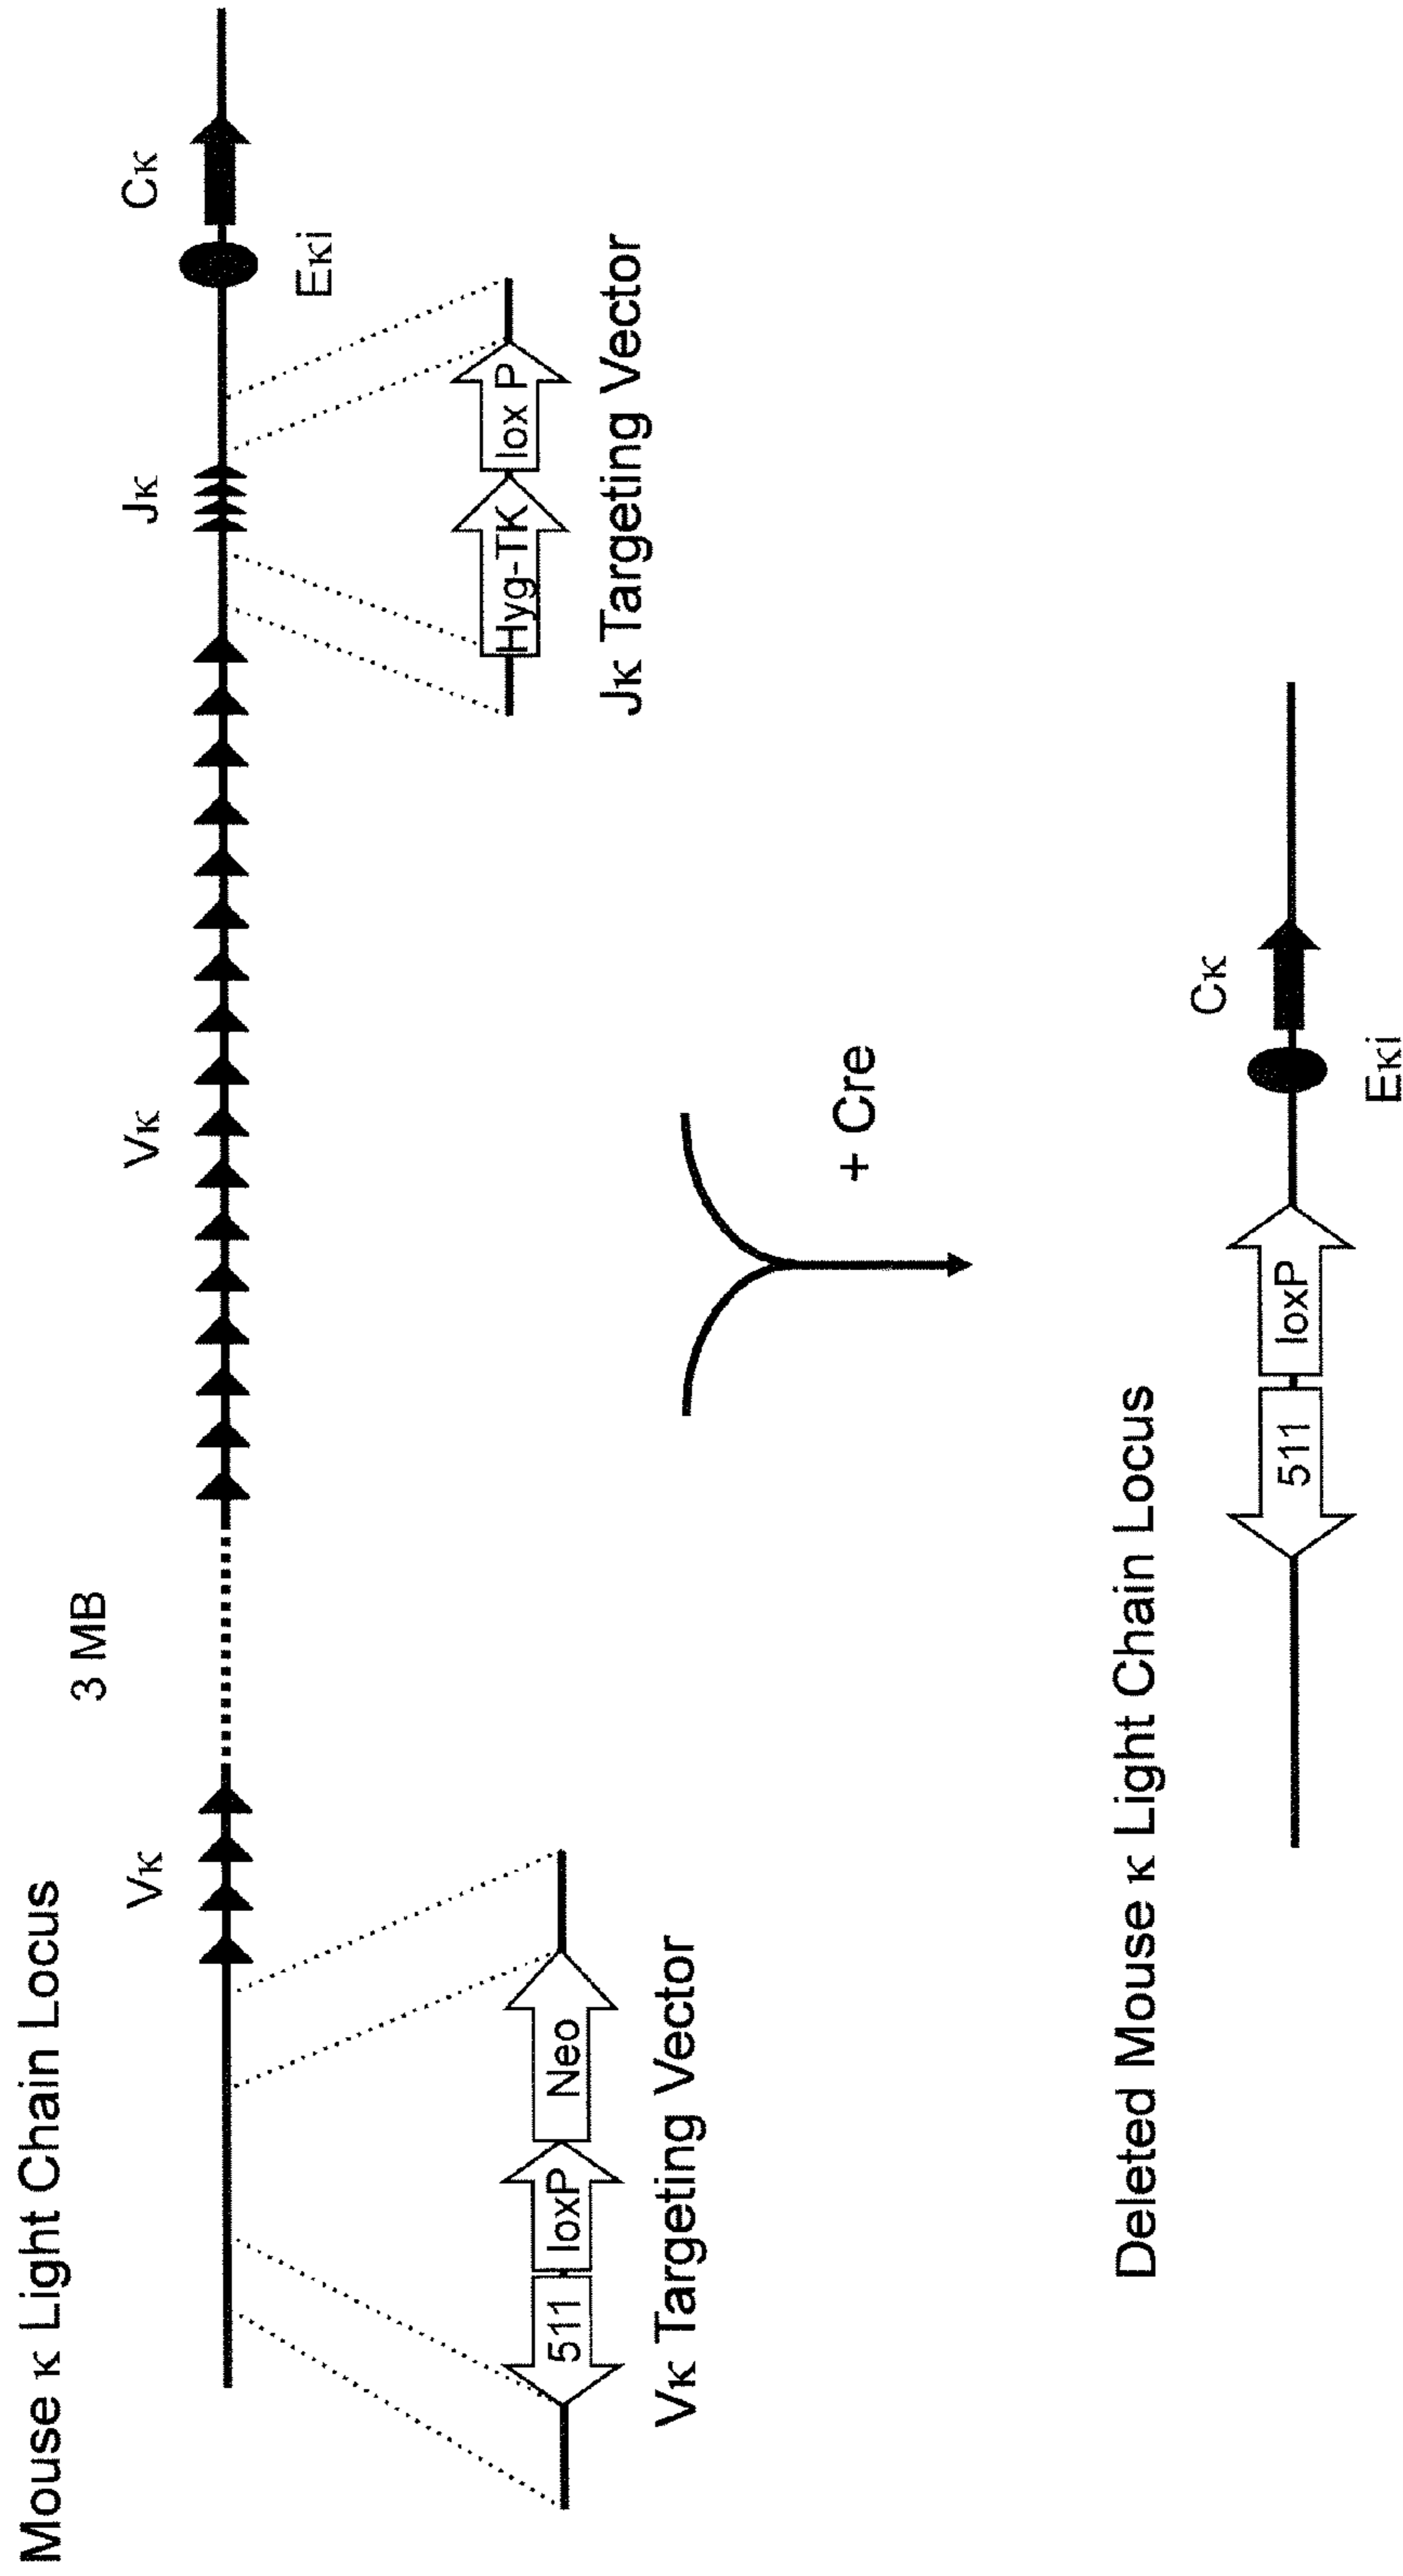 Mouse κ Light Chain Locus
3 MB
Vκ
Vκ
Jκ
Cκ
Eκi
511
loxP
Neo
Vκ Targeting Vector
Hyg-TK
lox P
Jκ Targeting Vector
+ Cre
Deleted Mouse κ Light Chain Locus
511
loxP
Cκ
Eκi